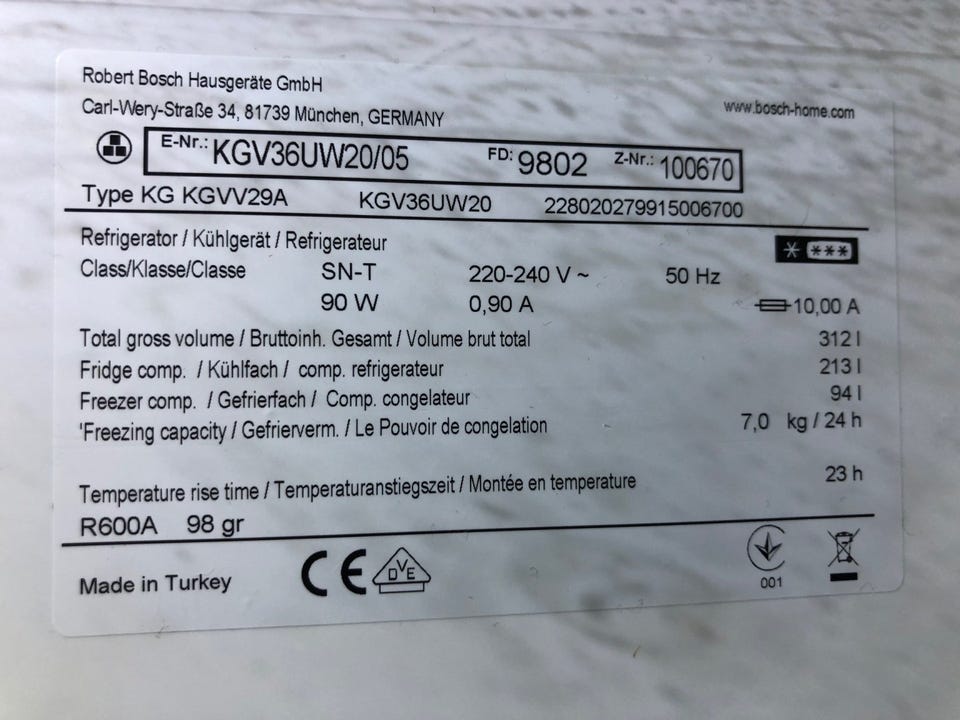 Robert Bosch Hausgeräte GmbH
Carl-Wery-Straße 34, 81739 München, GERMANY
www.bosch-home.com
E-Nr.: KGV36UW20/05 FD: 9802 Z-Nr.: 100670
Type KG KGVV29A KGV36UW20 228020279915006700
Refrigerator / Kühlgerät / Refrigerateur
Class/Klasse/Classe SN-T 220-240 V ~ 50 Hz
90 W 0,90 A 10,00 A
Total gross volume / Bruttoinh. Gesamt / Volume brut total 312 l
Fridge comp. / Kühlfach / comp. refrigerateur 213 l
Freezer comp. / Gefrierfach / Comp. congelateur 94 l
'Freezing capacity / Gefrierverm. / Le Pouvoir de congelation 7,0 kg / 24 h
Temperature rise time / Temperaturanstiegszeit / Montée en temperature 23 h
R600A 98 gr
Made in Turkey CE DVE 001